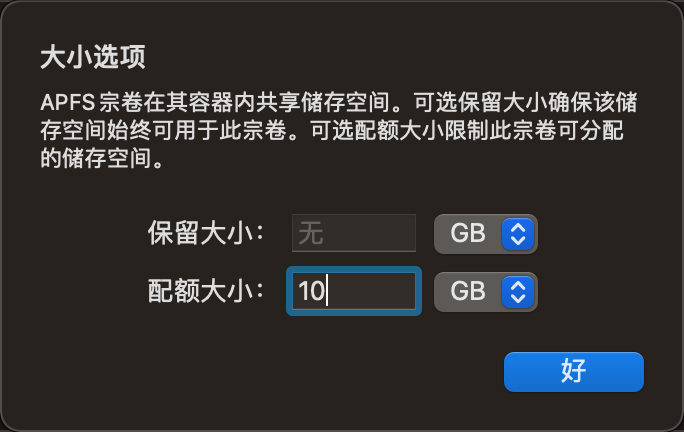 大小选项
APFS 宗卷在其容器内共享储存空间。可选保留大小确保该储
存空间始终可用于此宗卷。可选配额大小限制此宗卷可分配
的储存空间。
保留大小： 无 GB
配额大小： 10 GB
好